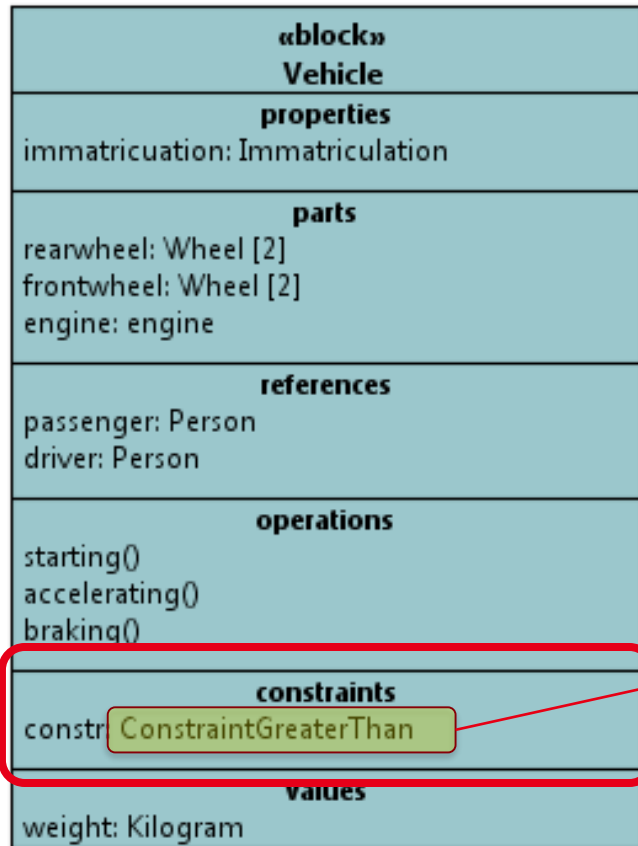 «block»
Vehicle
properties
immatricuation: Immatriculation
parts
rearwheel: Wheel [2]
frontwheel: Wheel [2]
engine: engine
references
passenger: Person
driver: Person
operations
starting()
accelerating()
braking()
constraints
constr: ConstraintGreaterThan
values
weight: Kilogram